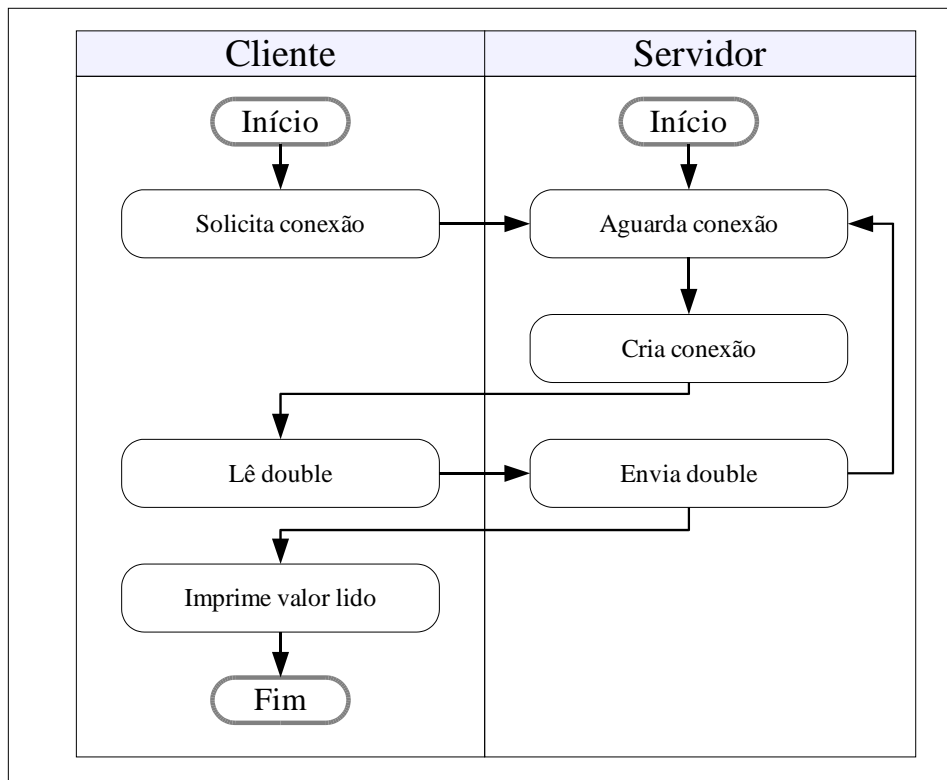 Cliente
Servidor
Início
Início
Solicita conexão
Aguarda conexão
Cria conexão
Lê double
Envia double
Imprime valor lido
Fim